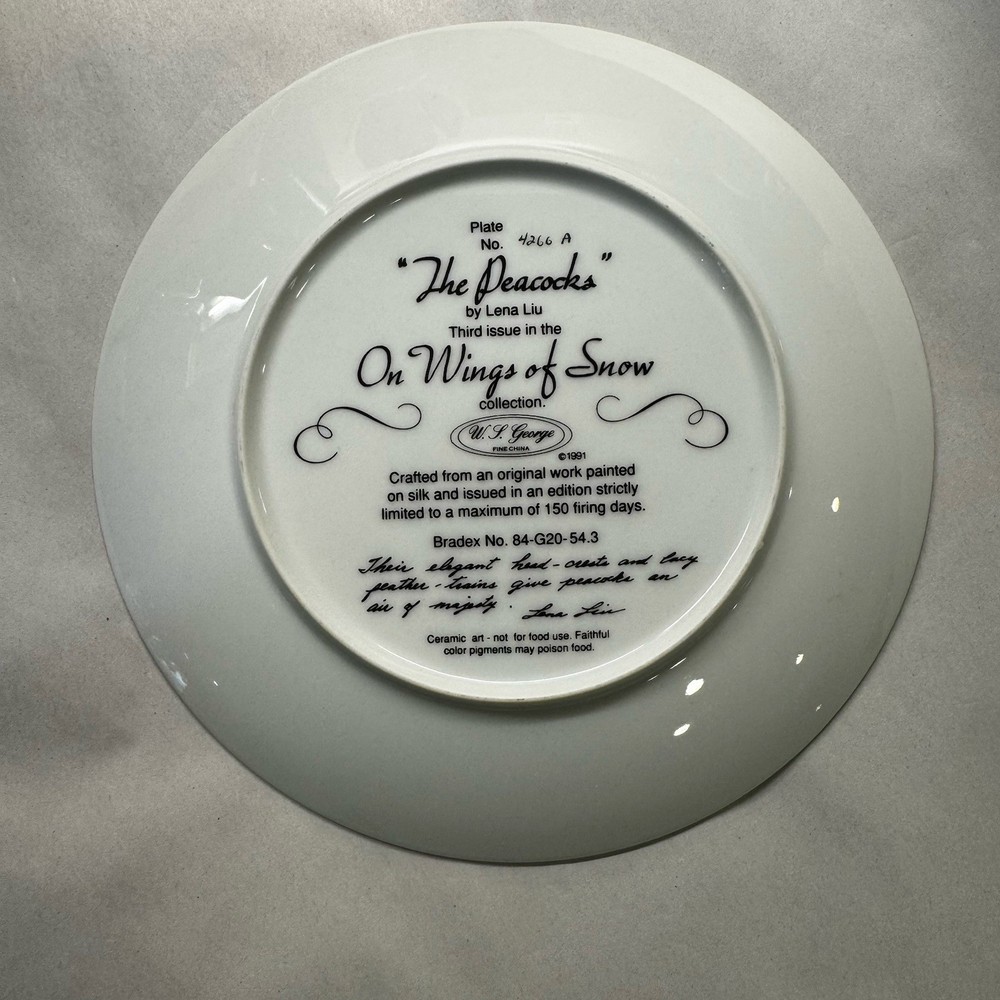 Plate
No. 4266 A
"The Peacocks"
by Lena Liu
Third issue in the
On Wings of Snow
collection.
W. S. George
FINE CHINA
©1991
Crafted from an original work painted
on silk and issued in an edition strictly
limited to a maximum of 150 firing days.
Bradex No. 84-G20-54.3
Their elegant head-crests and lacy
feather-trains give peacocks an
air of majesty. Lena Liu
Ceramic art - not for food use. Faithful
color pigments may poison food.